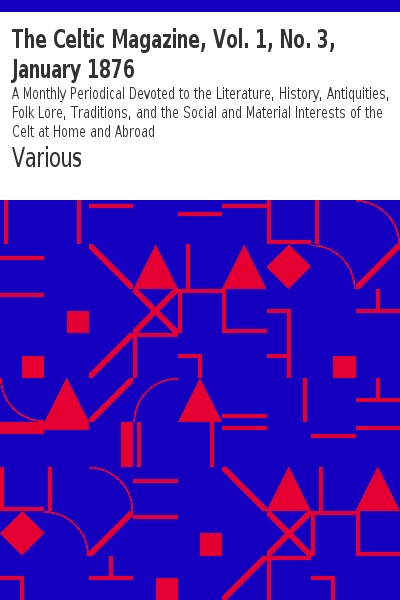 The Celtic Magazine, Vol. 1, No. 3,
January 1876
A Monthly Periodical Devoted to the Literature, History, Antiquities,
Folk Lore, Traditions, and the Social and Material Interests of the
Celt at Home and Abroad
Various